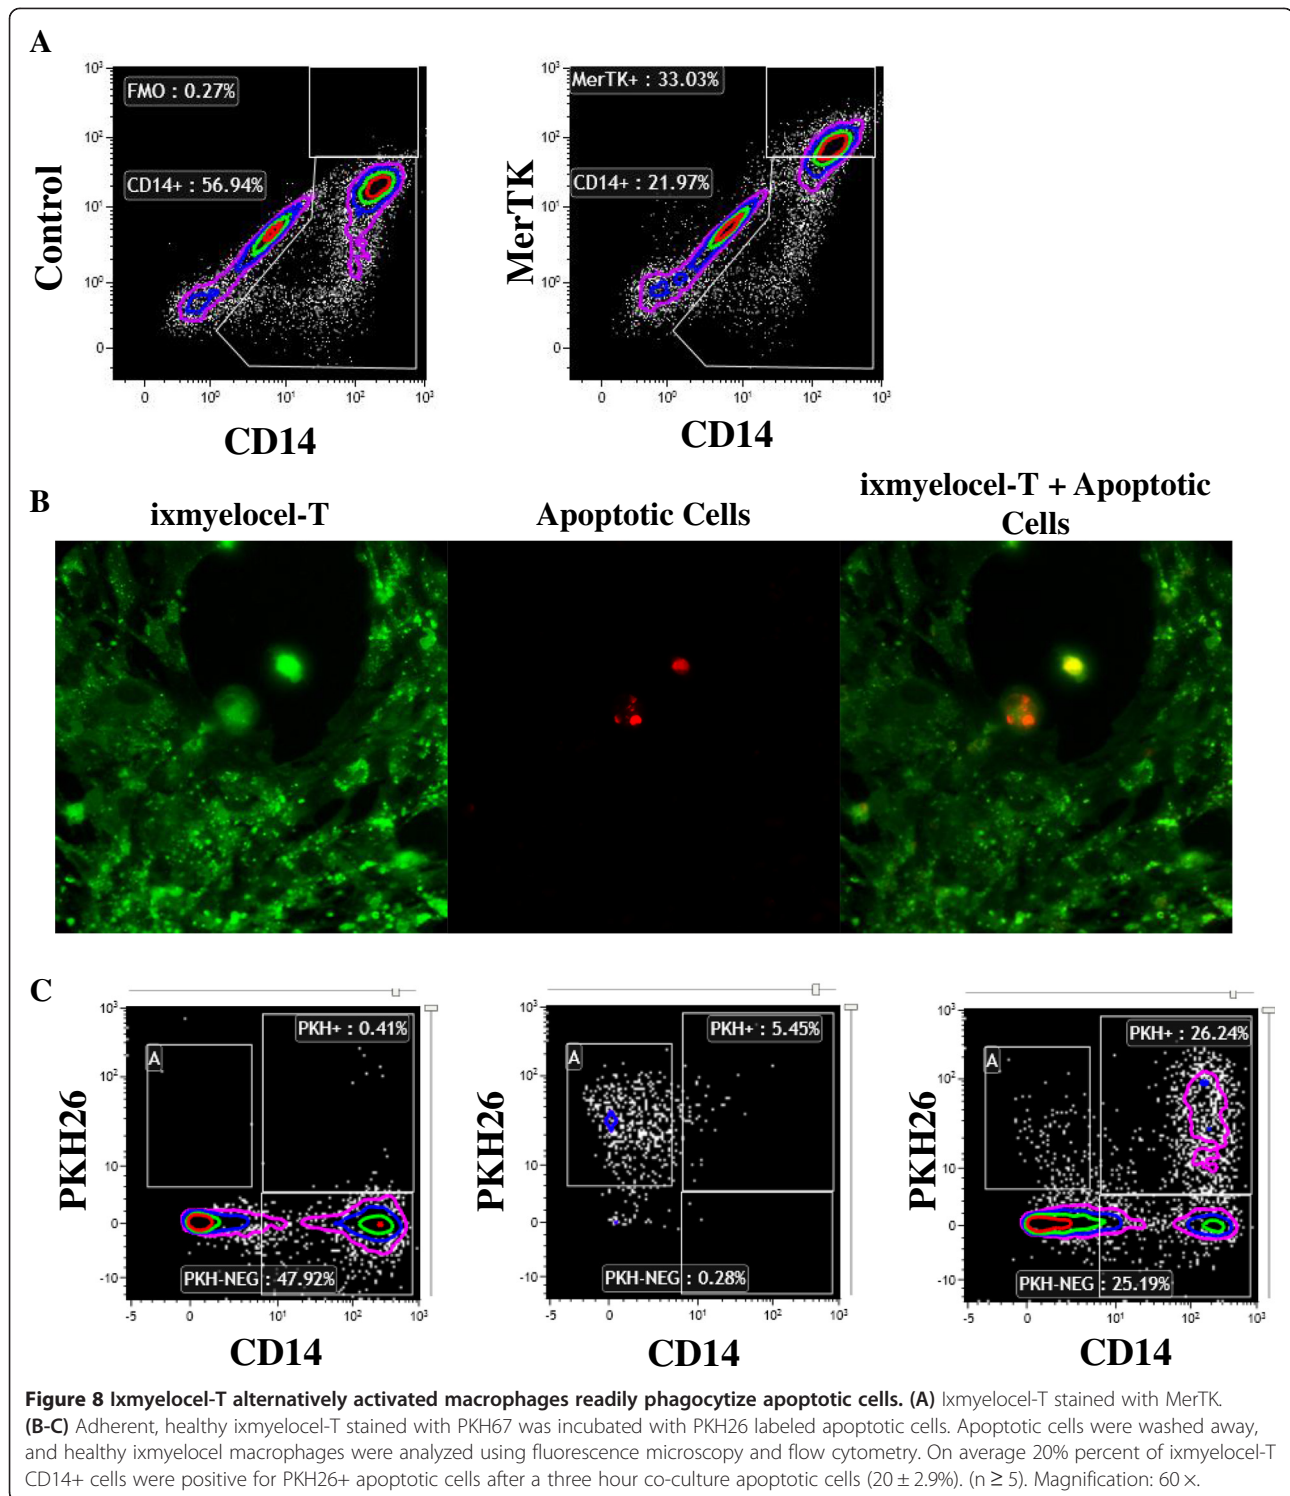 A
FMO : 0.27%
CD14+ : 56.94%
Control
10³
10²
10¹
10⁰
0
0 10⁰ 10¹ 10² 10³
CD14
MerTK+ : 33.03%
CD14+ : 21.97%
MerTK
10³
10²
10¹
10⁰
0
0 10⁰ 10¹ 10² 10³
CD14
B
ixmyelocel-T
Apoptotic Cells
ixmyelocel-T + Apoptotic
Cells
C
PKH+ : 0.41%
A
PKH-NEG : 47.92%
PKH26
10³
10²
10
0
-10
-5 0 10¹ 10² 10³
CD14
PKH+ : 5.45%
A
PKH-NEG : 0.28%
PKH26
10³
10²
10
0
-10
-5 0 10¹ 10² 10³
CD14
PKH+ : 26.24%
A
PKH-NEG : 25.19%
PKH26
10³
10²
10
0
-10
-5 0 10¹ 10² 10³
CD14
Figure 8 Ixmyelocel-T alternatively activated macrophages readily phagocytize apoptotic cells. (A) Ixmyelocel-T stained with MerTK.
(B-C) Adherent, healthy ixmyelocel-T stained with PKH67 was incubated with PKH26 labeled apoptotic cells. Apoptotic cells were washed away,
and healthy ixmyelocel macrophages were analyzed using fluorescence microscopy and flow cytometry. On average 20% percent of ixmyelocel-T
CD14+ cells were positive for PKH26+ apoptotic cells after a three hour co-culture apoptotic cells (20 ± 2.9%). (n ≥ 5). Magnification: 60 ×.